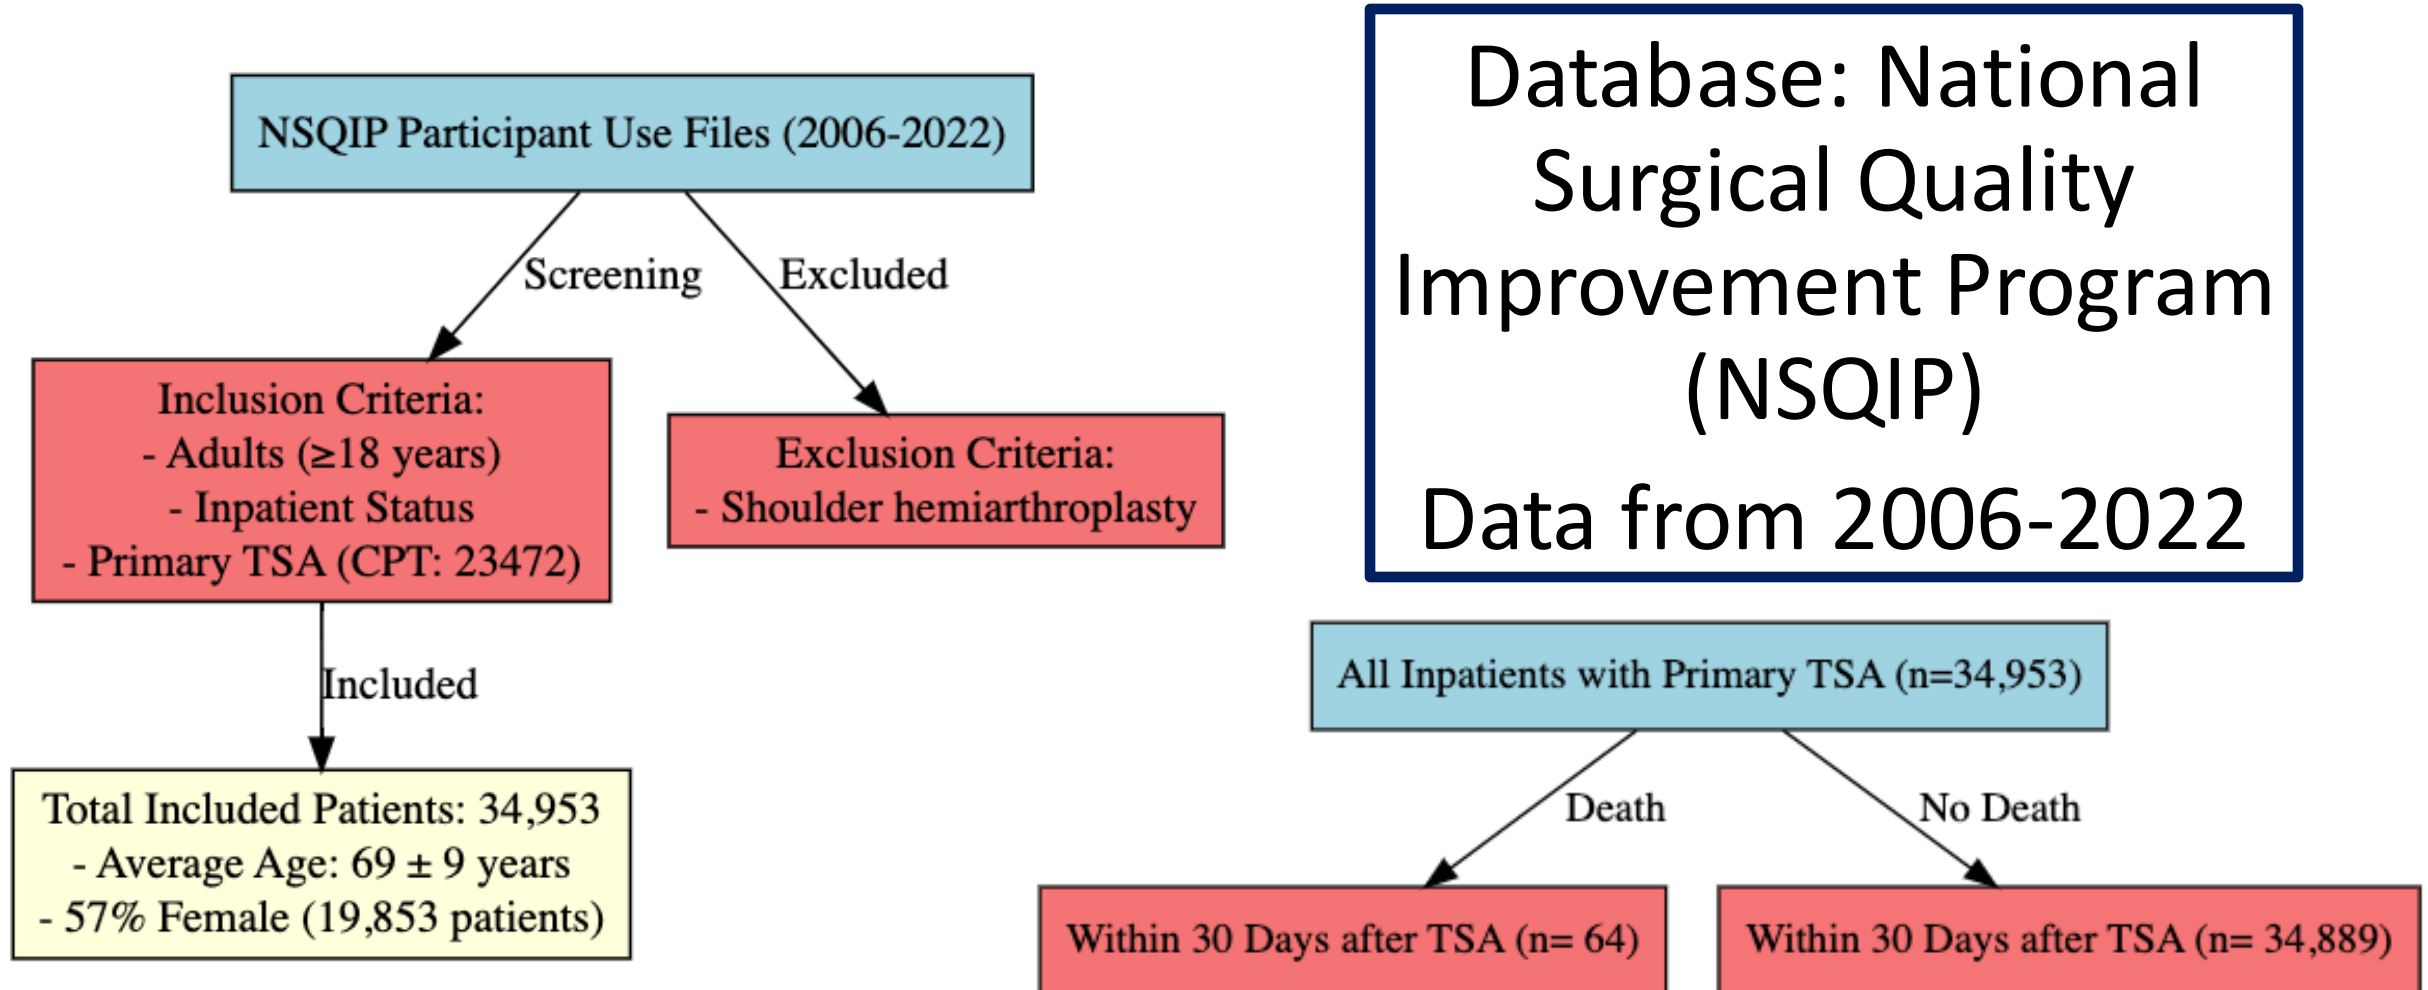 NSQIP Participant Use Files (2006-2022)
Screening
Excluded
Inclusion Criteria:
- Adults (≥18 years)
- Inpatient Status
- Primary TSA (CPT: 23472)
Exclusion Criteria:
- Shoulder hemiarthroplasty
Included
Total Included Patients: 34,953
- Average Age: 69 ± 9 years
- 57% Female (19,853 patients)
Database: National
Surgical Quality
Improvement Program
(NSQIP)
Data from 2006-2022
All Inpatients with Primary TSA (n=34,953)
Death
No Death
Within 30 Days after TSA (n= 64)
Within 30 Days after TSA (n= 34,889)